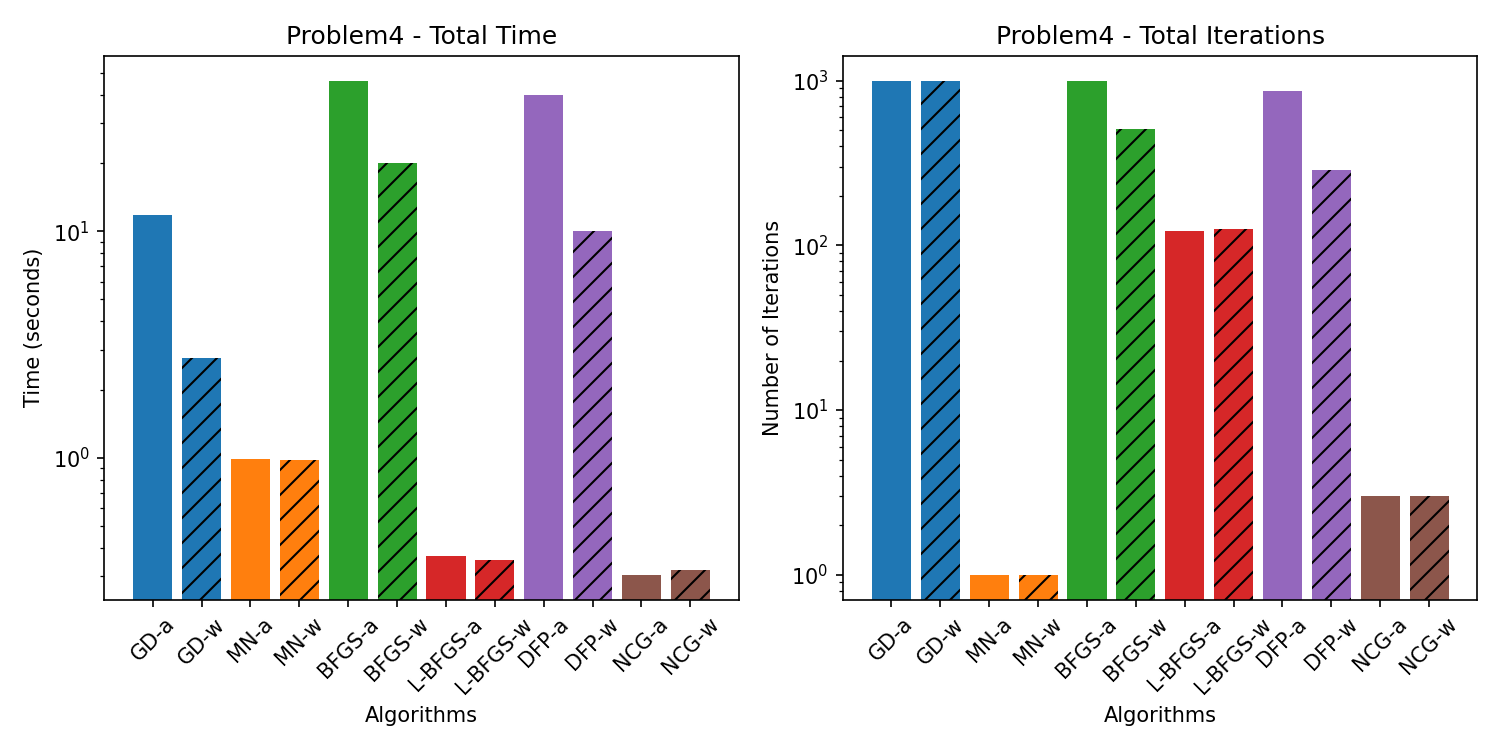 Problem4 - Total Time
Time (seconds)
10^1
10^0
GD-a
GD-w
MN-a
MN-w
BFGS-a
BFGS-w
L-BFGS-a
L-BFGS-w
DFP-a
DFP-w
NCG-a
NCG-w
Algorithms
Problem4 - Total Iterations
Number of Iterations
10^3
10^2
10^1
10^0
GD-a
GD-w
MN-a
MN-w
BFGS-a
BFGS-w
L-BFGS-a
L-BFGS-w
DFP-a
DFP-w
NCG-a
NCG-w
Algorithms